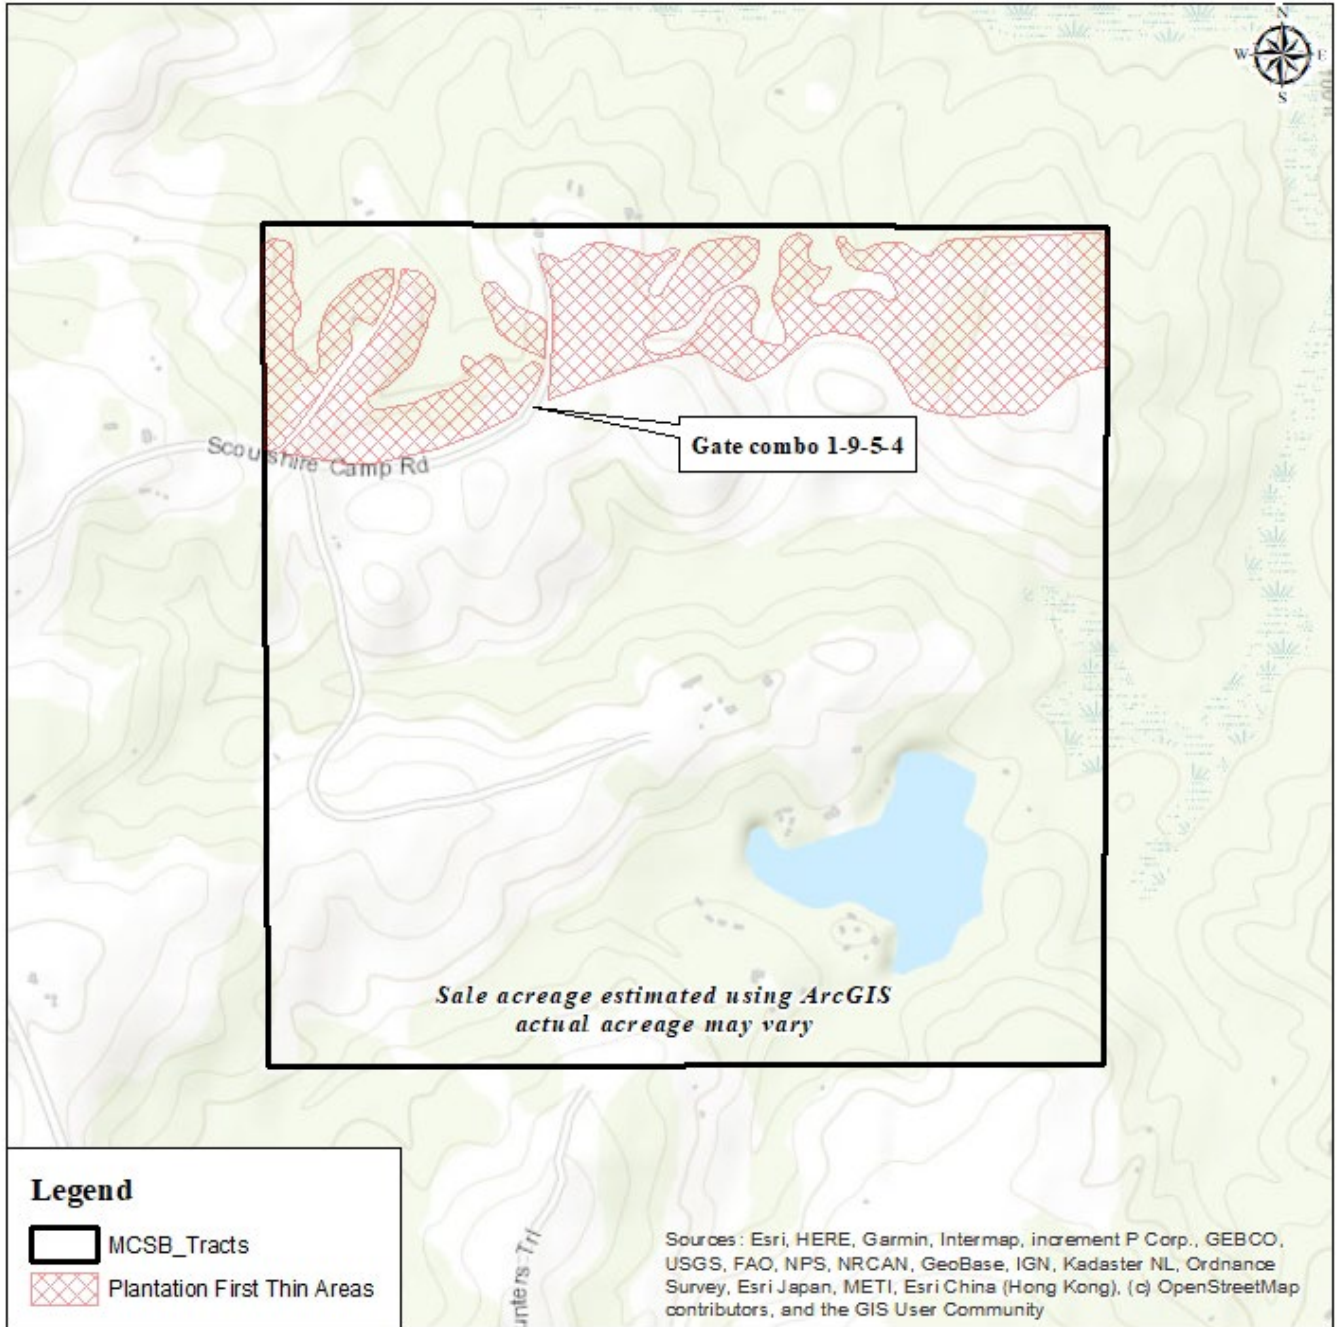 N
W E
S
Gate combo 1-9-5-4
Scoutshire Camp Rd
Sale acreage estimated using ArcGIS
actual acreage may vary
Legend
MCSB_Tracts
Plantation First Thin Areas
unters Trl
Sources: Esri, HERE, Garmin, Intermap, increment P Corp., GEBCO,
USGS, FAO, NPS, NRCAN, GeoBase, IGN, Kadaster NL, Ordnance
Survey, Esri Japan, METI, Esri China (Hong Kong), (c) OpenStreetMap
contributors, and the GIS User Community